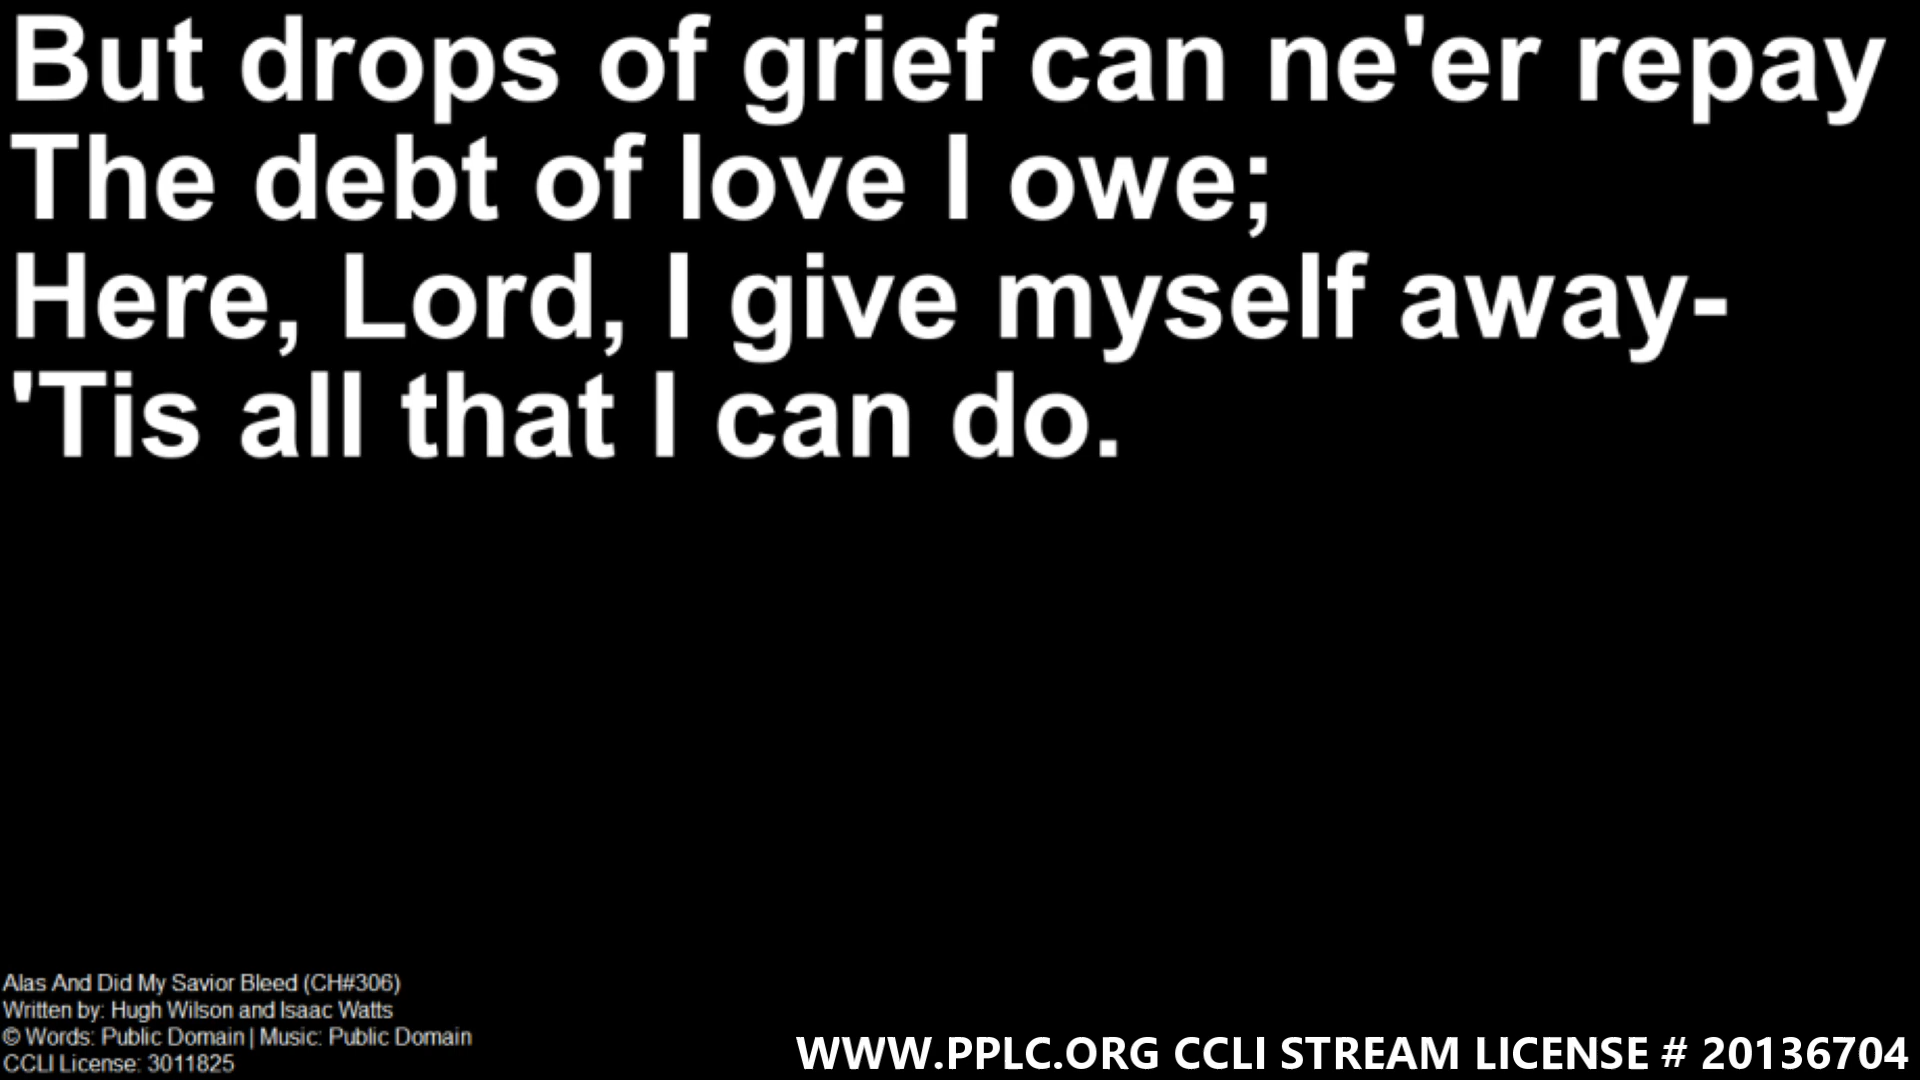 But drops of grief can ne'er repay
The debt of love I owe;
Here, Lord, I give myself away-
'Tis all that I can do.
Alas And Did My Savior Bleed (CH#306)
Written by: Hugh Wilson and Isaac Watts
© Words: Public Domain | Music: Public Domain
CCLI License: 3011825
WWW.PPLC.ORG CCLI STREAM LICENSE # 20136704